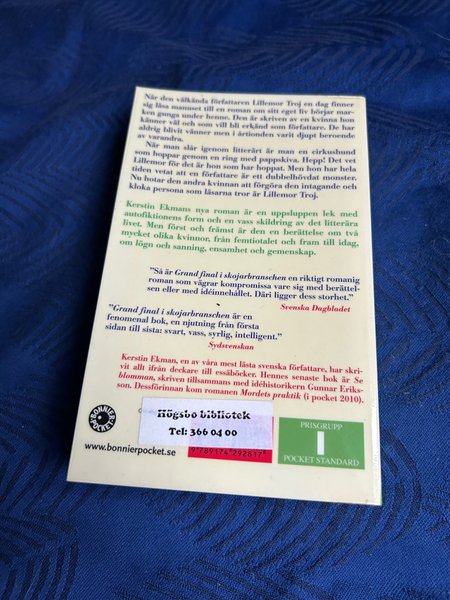 När den välkända författaren Lillemor Troj en dag finner
sig läsa manuset till en roman om sitt eget liv börjar mar-
ken gunga under henne. Den är skriven av en kvinna hon
känner väl och som vill bli erkänd som författare. De har
aldrig blivit vänner men i årtionden varit djupt beroende
av varandra.
När man slår igenom litterärt är man en cirkushund
som hoppar genom en ring med pappskiva. Hepp! Det vet
Lillemor för det är hon som har hoppat. Men hon har hela
tiden vetat att en författare är ett dubbelhövdat monster.
Nu hotar den andra kvinnan att förgöra den intagande och
kloka persona som läsarna tror är Lillemor Troj.
Kerstin Ekmans nya roman är en uppsluppen lek med
autofiktionens form och en vass skildring av det litterära
livet. Men först och främst är den en berättelse om två
mycket olika kvinnor, från femtiotalet och fram till idag,
om lögn och sanning, ensamhet och gemenskap.
"Så är Grand final i skojarbranschen en riktigt romanig
roman som vägrar kompromissa vare sig med berättel-
sen eller med idéinnehållet. Däri ligger dess storhet."
Svenska Dagbladet
"Grand final i skojarbranschen är en
fenomenal bok, en njutning från första
sidan till sista: svart, vass, syrlig, intelligent."
Sydsvenskan
Kerstin Ekman, en av våra mest lästa svenska författare, har skri-
vit allt ifrån deckare till essäböcker. Hennes senaste bok är Se
blomman, skriven tillsammans med idéhistorikern Gunnar Eriks-
son. Dessförinnan kom romanen Mordets praktik (i pocket 2010).
Högsbo bibliotek
Tel: 366 04 00
BONNIER
POCKET
www.bonnierpocket.se
9 789174 292817
PRISGRUPP
I
POCKET STANDARD